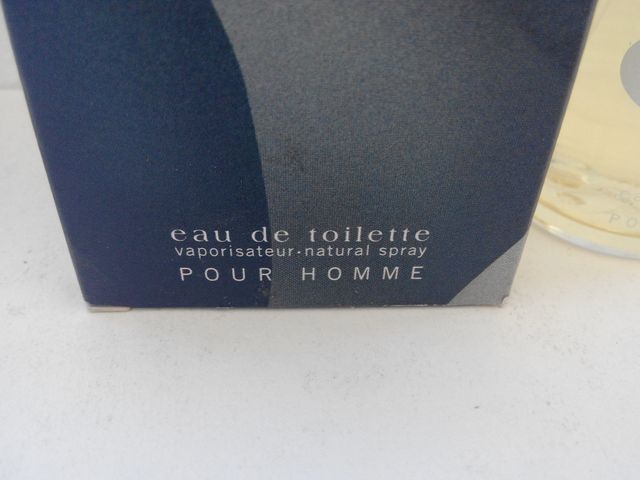 eau de toilette
vaporisateur·natural spray
POUR HOMME